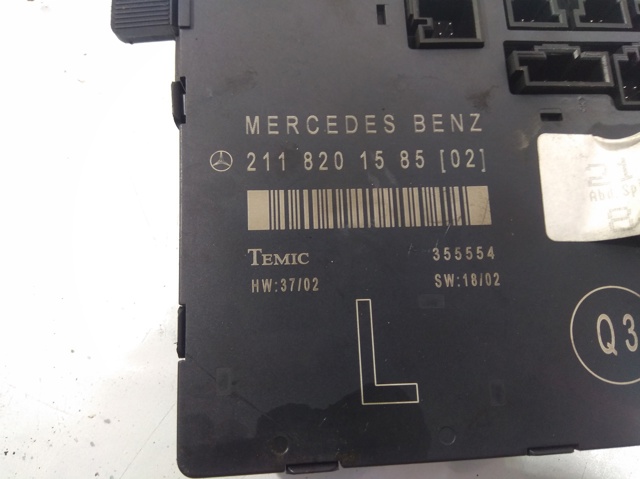 MERCEDES BENZ
211 820 15 85 [02]
TEMIC 355554
HW:37/02 SW:18/02
L
Q3